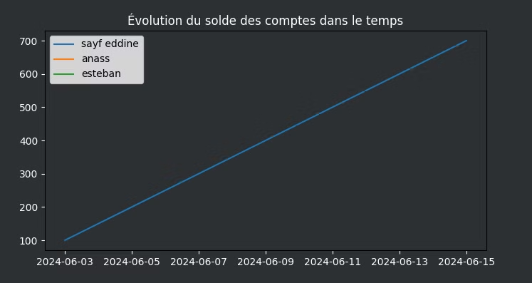 Évolution du solde des comptes dans le temps
sayf eddine
anass
esteban
700
600
500
400
300
200
100
2024-06-03 2024-06-05 2024-06-07 2024-06-09 2024-06-11 2024-06-13 2024-06-15